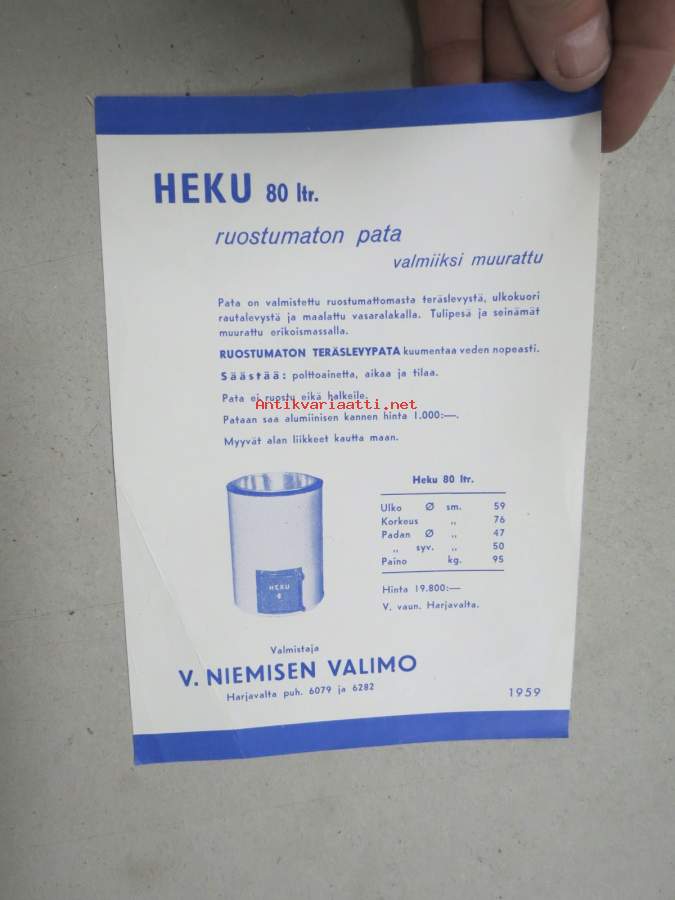 HEKU 80 ltr.
ruostumaton pata
valmiiksi muurattu
Pata on valmistettu ruostumattomasta teräslevystä, ulkokuori
rautalevystä ja maalattu vasaralakalla. Tulipesä ja seinämät
muurattu erikoismassalla.
RUOSTUMATON TERÄSLEVYPATA kuumentaa veden nopeasti.
Säästää: polttoainetta, aikaa ja tilaa.
Pata ei ruostu eikä halkeile.
Antikvariaatti.net
Pataan saa alumiinisen kannen hinta 1.000:—.
Myyvät alan liikkeet kautta maan.
Heku 80 ltr.
Ulko Ø sm. 59
Korkeus „ 76
Padan Ø „ 47
„ syv. „ 50
Paino kg. 95
HEKU
Hinta 19.800:—
V. vaun. Harjavalta.
Valmistaja
V. NIEMISEN VALIMO
Harjavalta puh. 6079 ja 6282
1959